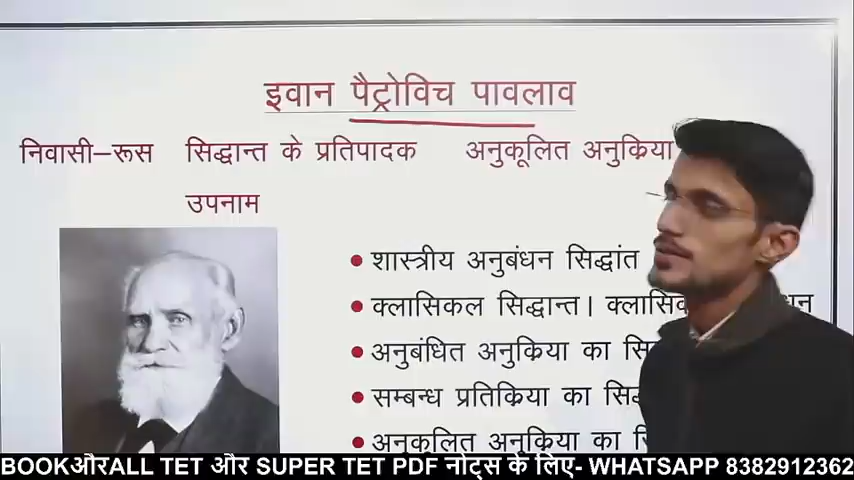 इवान पैट्रोविच पावलाव
निवासी–रूस सिद्धान्त के प्रतिपादक अनुकूलित अनुक्रिया
उपनाम
शास्त्रीय अनुबंधन सिद्धांत
क्लासिकल सिद्धान्त। क्लासिक
अनुबंधित अनुक्रिया का
सम्बन्ध प्रतिक्रिया का
अनुकूलित अनुक्रिया का
BOOKऔरALL TET और SUPER TET PDF नोट्स के लिए- WHATSAPP 8382912362